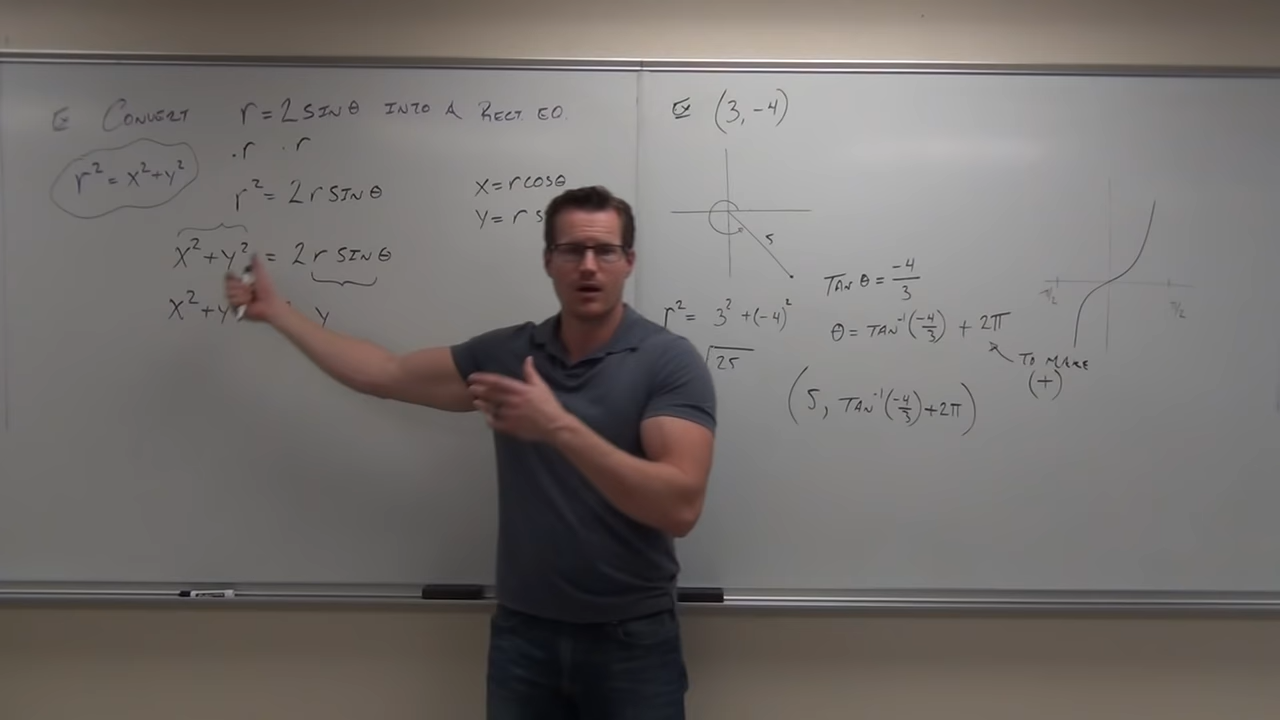 Ex Convert r = 2 sin θ into a rect. eq.
·r ·r
r² = x² + y²
r² = 2 r sin θ
x = r cos θ
y = r s
x² + y² = 2 r sin θ
x² + y y
Ex (3, -4)
5
Tan θ = -4/3
r² = 3² + (-4)²
θ = Tan⁻¹(-4/3) + 2π
√25
To make
(+)
(5, Tan⁻¹(-4/3) + 2π)
-π/2
π/2